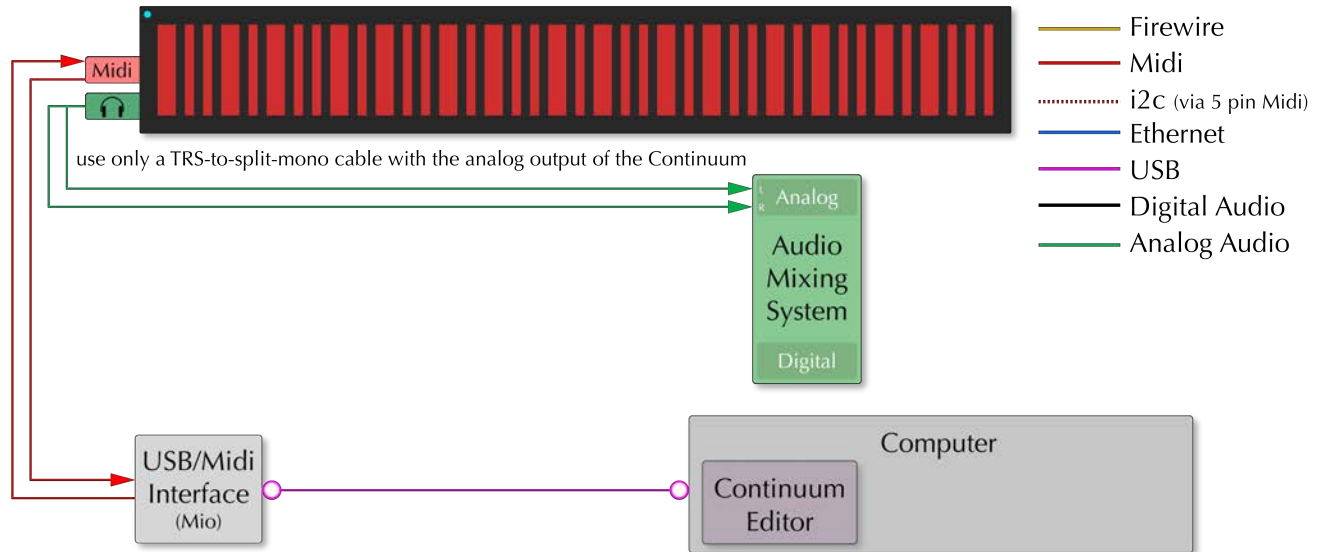 Midi
use only a TRS-to-split-mono cable with the analog output of the Continuum
L
R
Analog
Audio
Mixing
System
Digital
USB/Midi
Interface
(Mio)
Computer
Continuum
Editor
Firewire
Midi
i2c (via 5 pin Midi)
Ethernet
USB
Digital Audio
Analog Audio